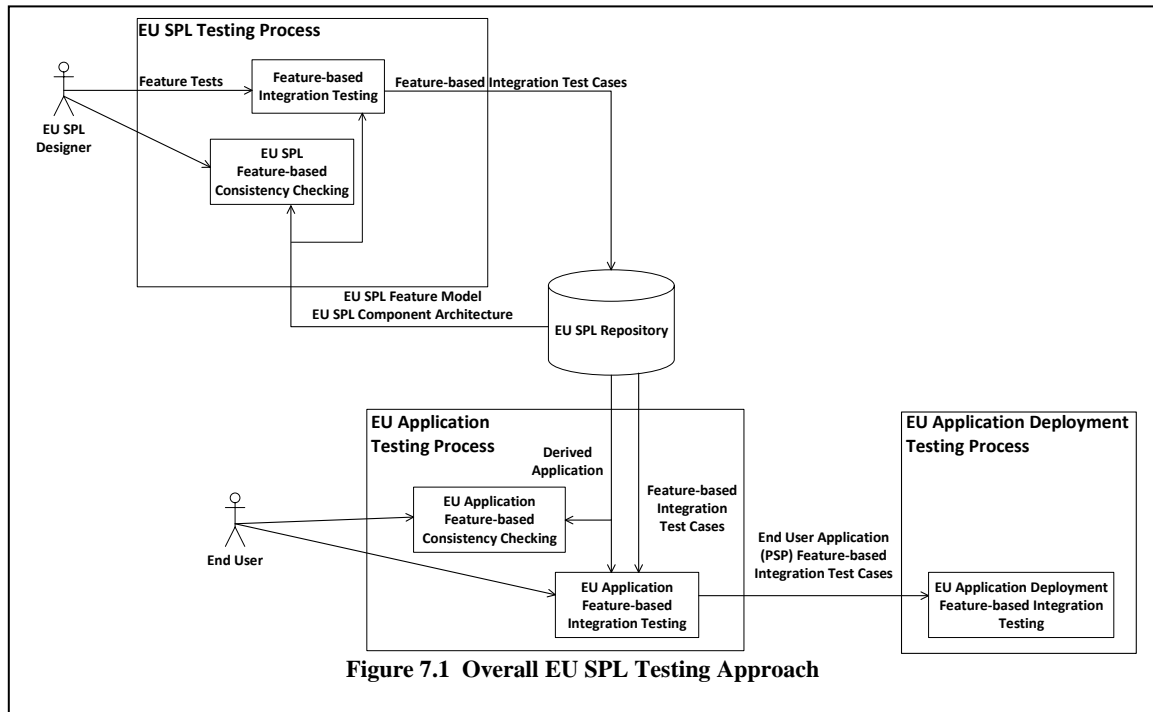 EU SPL Testing Process
Feature Tests
Feature-based
Integration Testing
Feature-based Integration Test Cases
EU SPL
Designer
EU SPL
Feature-based
Consistency Checking
EU SPL Feature Model
EU SPL Component Architecture
EU SPL Repository
EU Application
Testing Process
Derived
Application
Feature-based
Integration
Test Cases
EU Application
Feature-based
Consistency Checking
End User
EU Application
Feature-based
Integration Testing
End User Application
(PSP) Feature-based
Integration Test Cases
EU Application Deployment
Testing Process
EU Application Deployment
Feature-based Integration
Testing
Figure 7.1 Overall EU SPL Testing Approach